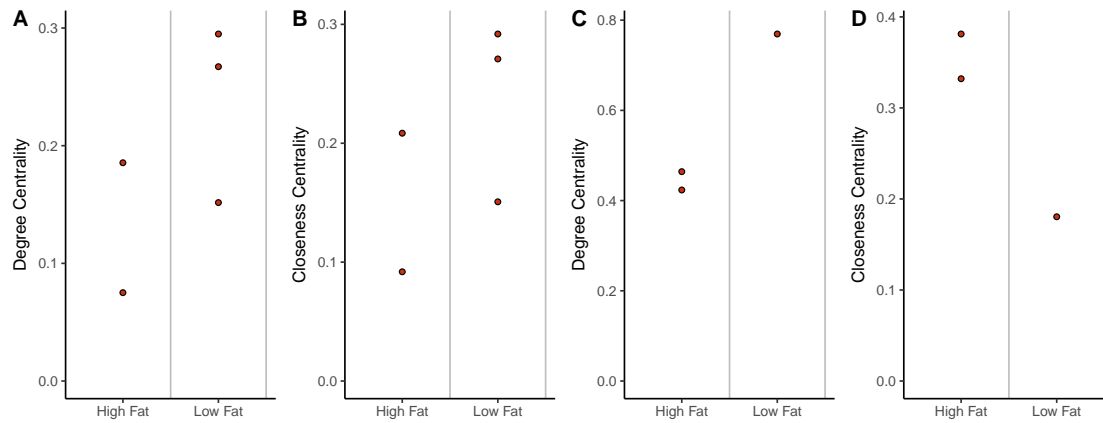 A
Degree Centrality
0.3
0.2
0.1
0.0
High Fat
Low Fat
B
Closeness Centrality
0.3
0.2
0.1
0.0
High Fat
Low Fat
C
Degree Centrality
0.8
0.6
0.4
0.2
0.0
High Fat
Low Fat
D
Closeness Centrality
0.4
0.3
0.2
0.1
0.0
High Fat
Low Fat